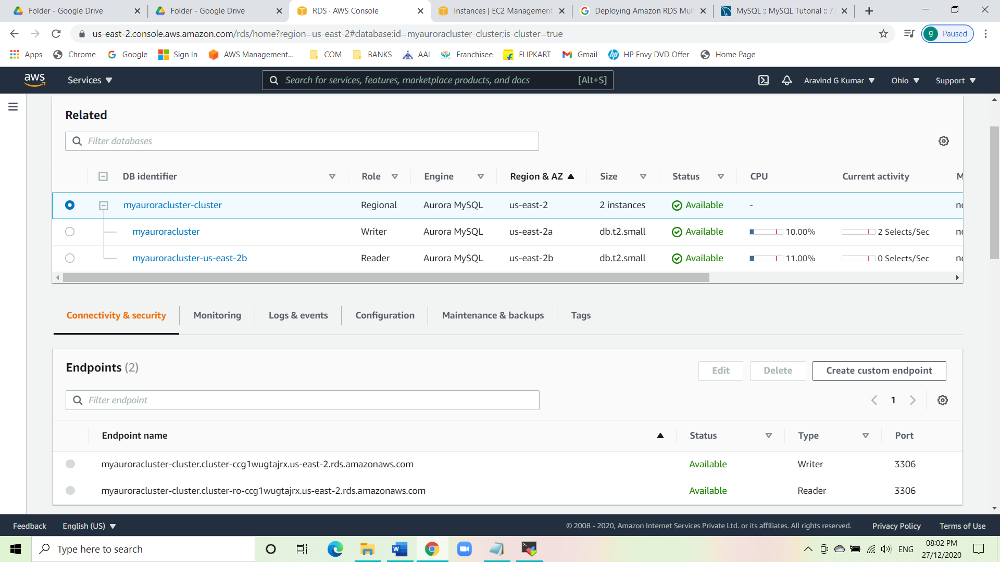 Folder - Google Drive
Folder - Google Drive
RDS · AWS Console
Instances | EC2 Management
Deploying Amazon RDS Mul
MySQL :: MySQL Tutorial :: 7.
us-east-2.console.aws.amazon.com/rds/home?region=us-east-2#database:id=myauroracluster-cluster;is-cluster=true
g Paused
Apps Chrome Google Sign In AWS Management... COM BANKS AAI Franchisee FLIPKART Gmail HP Envy DVD Offer Home Page
aws Services Search for services, features, marketplace products, and docs [Alt+S] Aravind G Kumar Ohio Support
Related
Filter databases
DB identifier Role Engine Region & AZ Size Status CPU Current activity M
myauroracluster-cluster Regional Aurora MySQL us-east-2 2 instances Available -
myauroracluster Writer Aurora MySQL us-east-2a db.t2.small Available 10.00% 2 Selects/Sec
myauroracluster-us-east-2b Reader Aurora MySQL us-east-2b db.t2.small Available 11.00% 0 Selects/Sec
Connectivity & security Monitoring Logs & events Configuration Maintenance & backups Tags
Endpoints (2) Edit Delete Create custom endpoint
Filter endpoint 1
Endpoint name Status Type Port
myauroracluster-cluster.cluster-ccg1wugtajrx.us-east-2.rds.amazonaws.com Available Writer 3306
myauroracluster-cluster.cluster-ro-ccg1wugtajrx.us-east-2.rds.amazonaws.com Available Reader 3306
Feedback English (US) © 2008 - 2020, Amazon Internet Services Private Ltd. or its affiliates. All rights reserved. Privacy Policy Terms of Use
Type here to search ENG 08:02 PM
27/12/2020